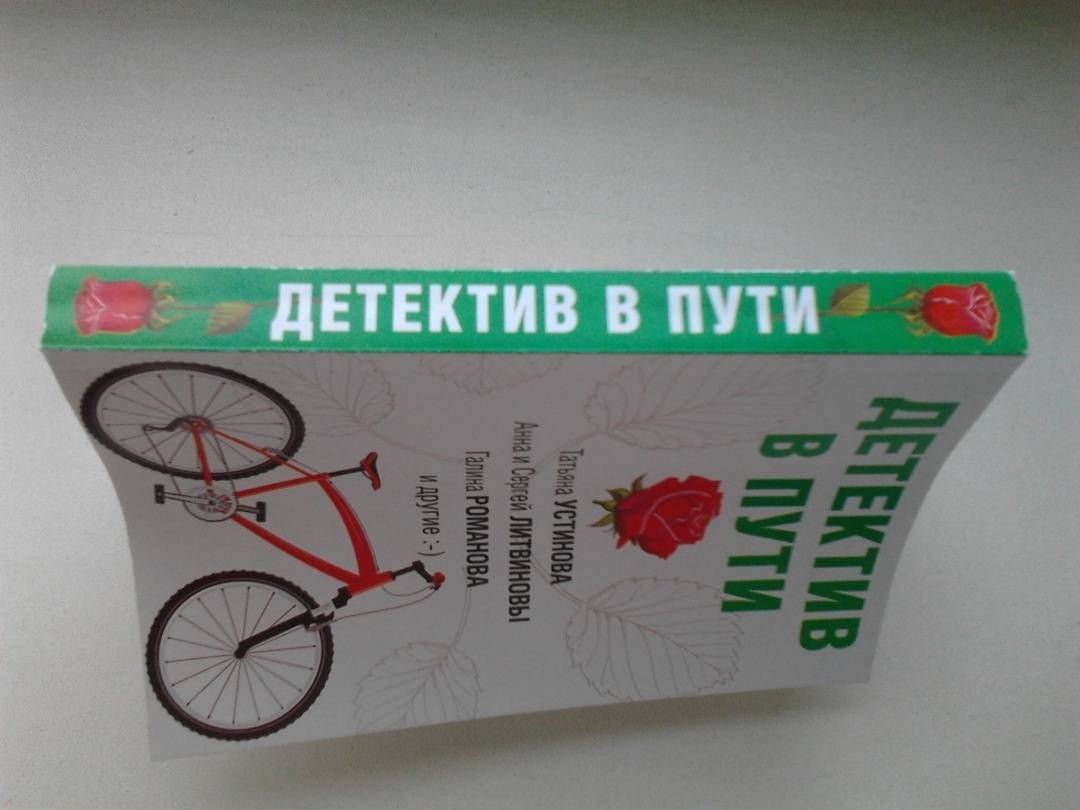 ДЕТЕКТИВ В ПУТИ
ДЕТЕКТИВ
В ПУТИ
Татьяна УСТИНОВА
Анна и Сергей ЛИТВИНОВЫ
Галина РОМАНОВА
и другие :-)